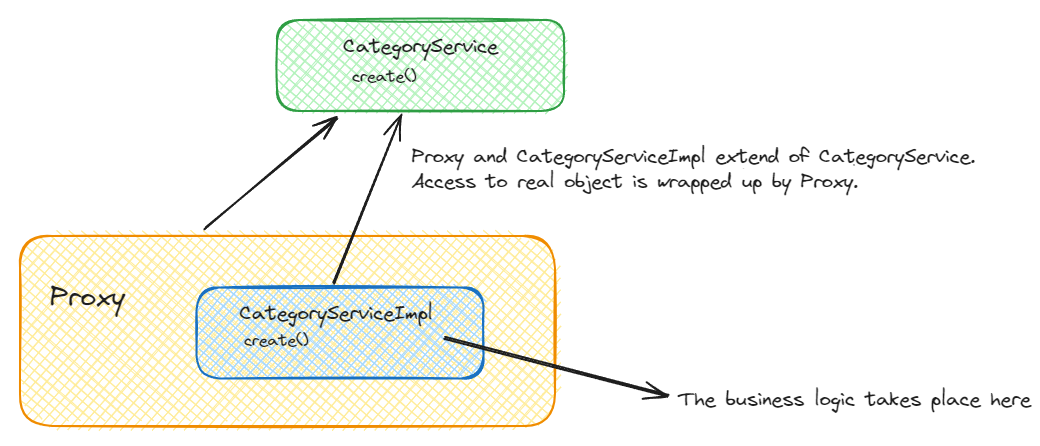 CategoryService
create()
Proxy and CategoryServiceImpl extend of CategoryService.
Access to real object is wrapped up by Proxy.
Proxy
CategoryServiceImpl
create()
The business logic takes place here